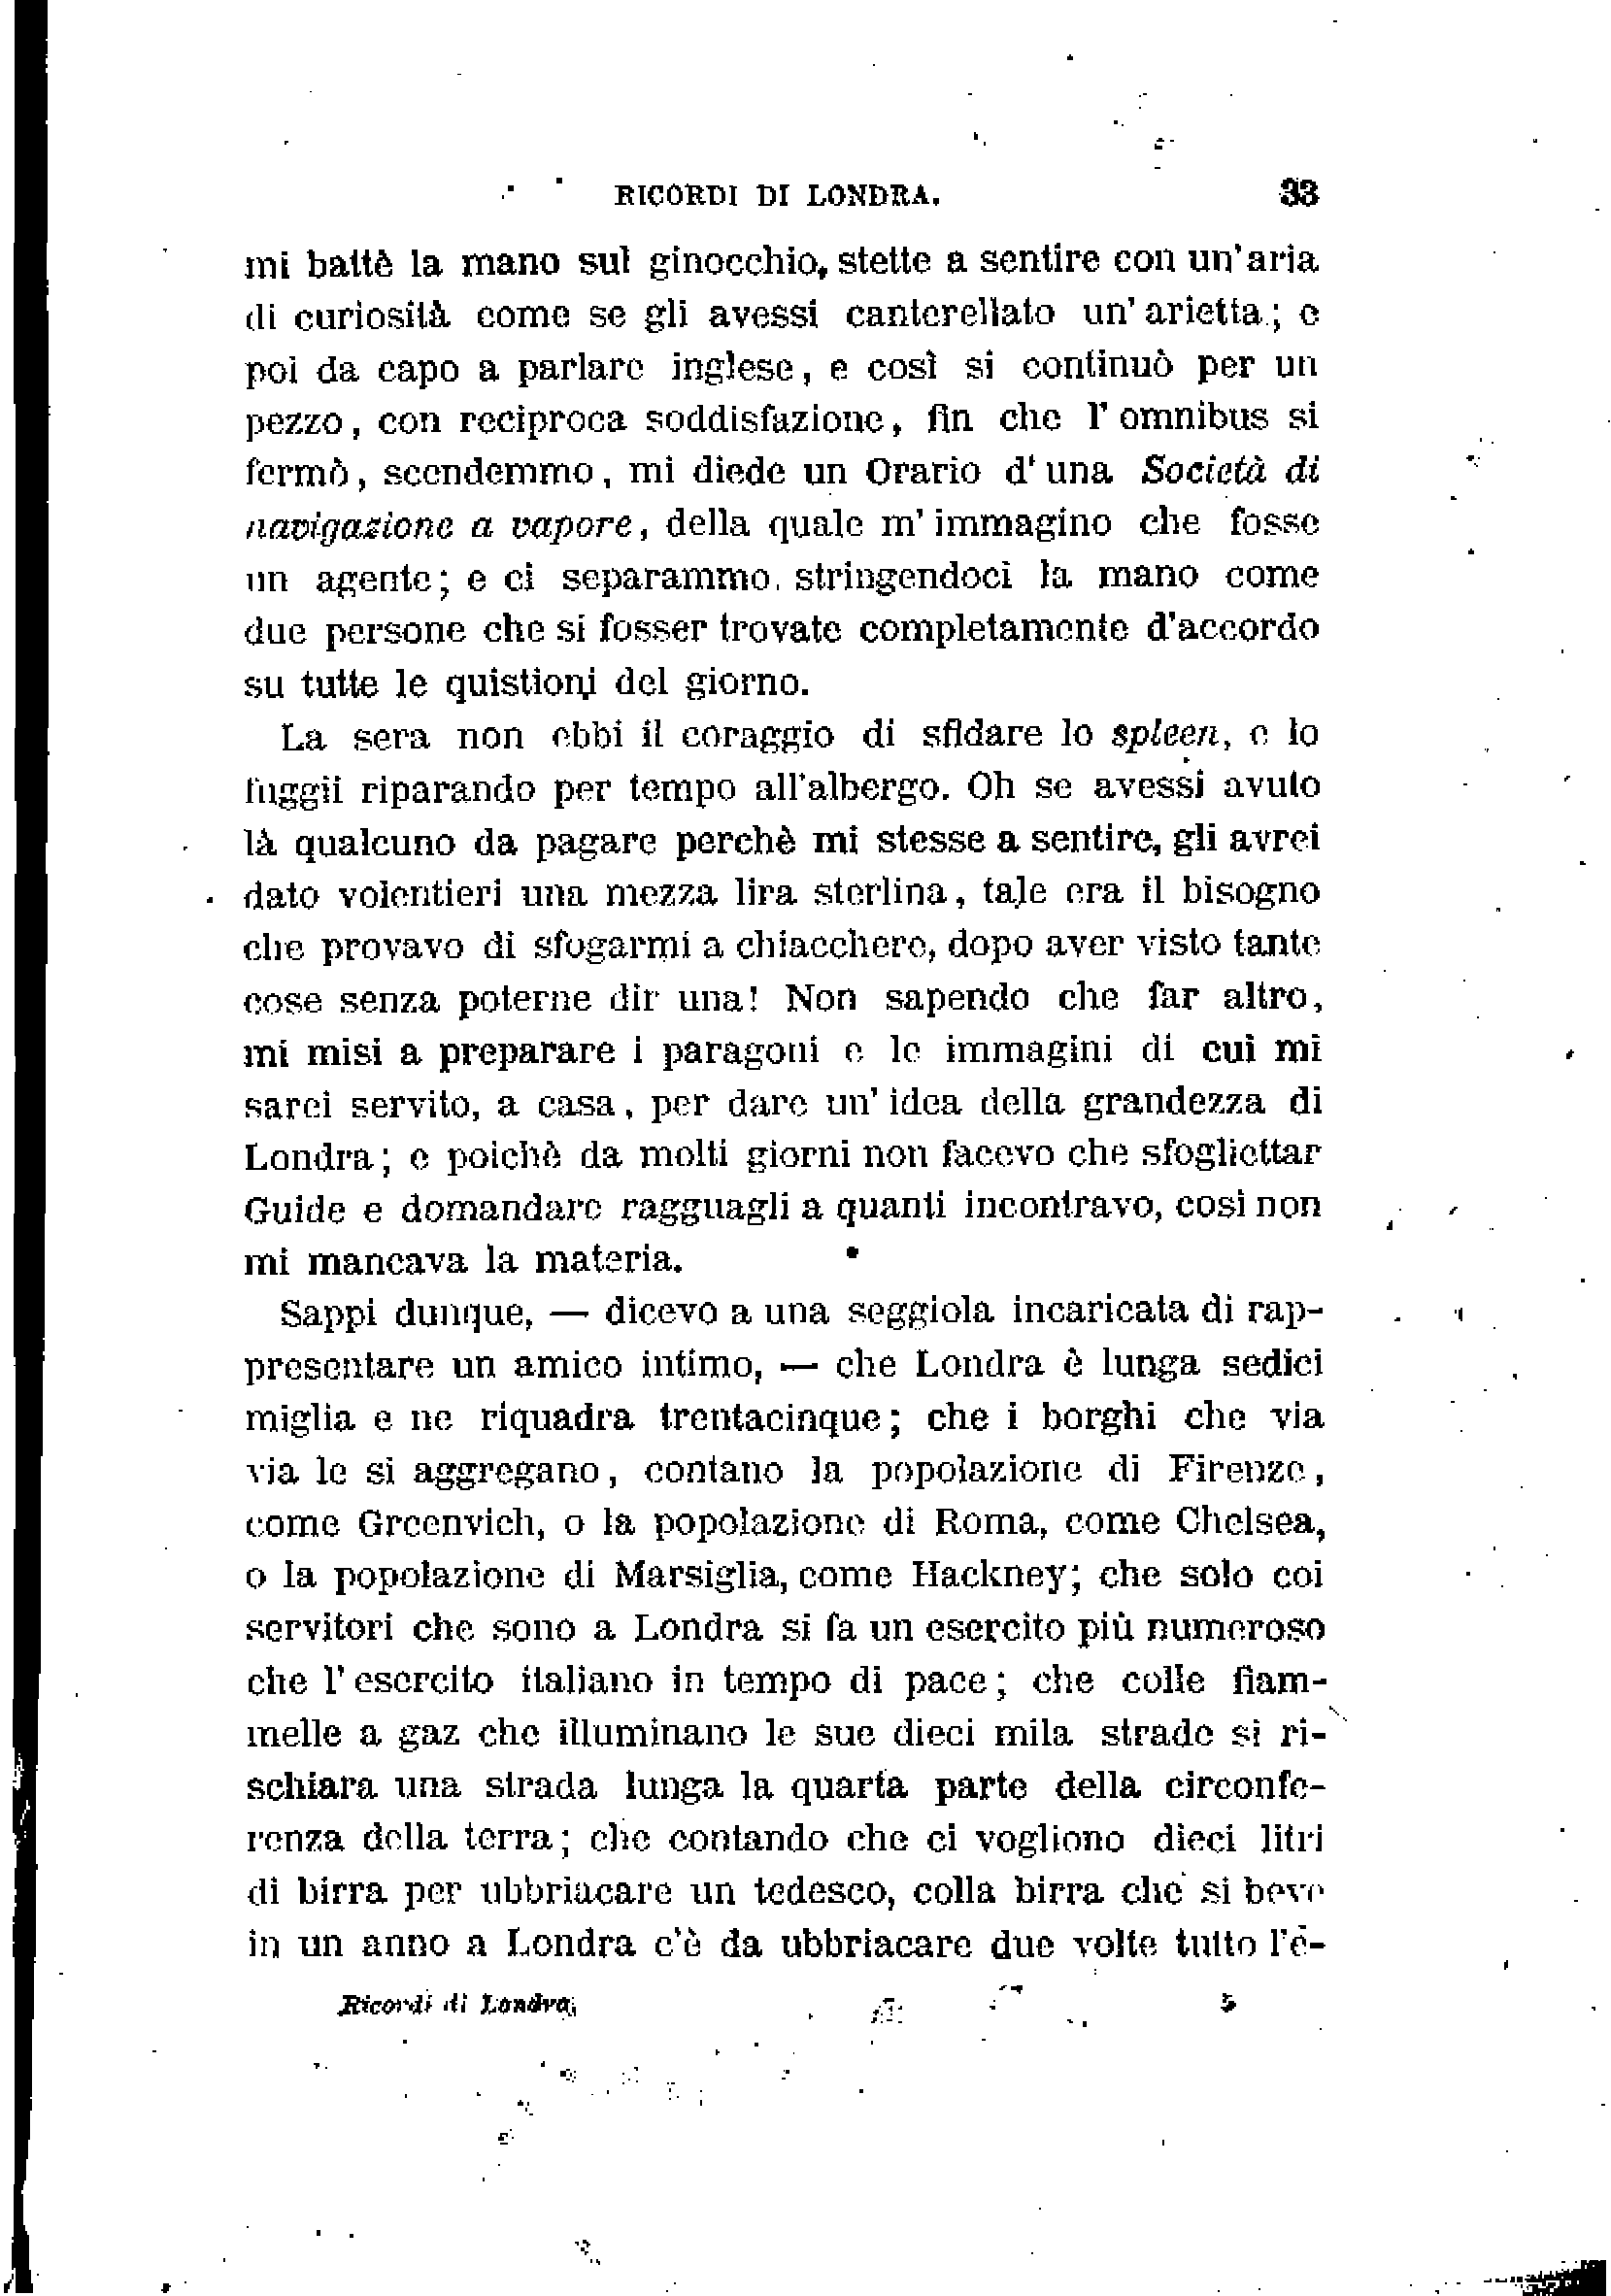 RICORDI DI LONDRA. 33
mi battè la mano sul ginocchio, stette a sentire con un'aria
di curiosità come se gli avessi canterellato un' arietta; e
poi da capo a parlare inglese, e così si continuò per un
pezzo, con reciproca soddisfazione, fin che l' omnibus si
fermò, scendemmo, mi diede un Orario d' una Società di
navigazione a vapore, della quale m' immagino che fosse
un agente; e ci separammo. stringendoci la mano come
due persone che si fosser trovate completamente d'accordo
su tutte le quistioni del giorno.
La sera non ebbi il coraggio di sfidare lo spleen, e lo
fuggii riparando per tempo all'albergo. Oh se avessi avuto
là qualcuno da pagare perchè mi stesse a sentire, gli avrei
dato volentieri una mezza lira sterlina, tale era il bisogno
che provavo di sfogarmi a chiacchere, dopo aver visto tante
cose senza poterne dir una! Non sapendo che far altro,
mi misi a preparare i paragoni e le immagini di cui mi
sarei servito, a casa, per dare un' idea della grandezza di
Londra; e poichè da molti giorni non facevo che sfogliettar
Guide e domandare ragguagli a quanti incontravo, così non
mi mancava la materia.
Sappi dunque, — dicevo a una seggiola incaricata di rap-
presentare un amico intimo, — che Londra è lunga sedici
miglia e ne riquadra trentacinque; che i borghi che via
via le si aggregano, contano la popolazione di Firenze,
come Greenvich, o la popolazione di Roma, come Chelsea,
o la popolazione di Marsiglia, come Hackney; che solo coi
servitori che sono a Londra si fa un esercito più numeroso
che l' esercito italiano in tempo di pace; che colle fiam-
melle a gaz che illuminano le sue dieci mila strade si ri-
schiara una strada lunga la quarta parte della circonfe-
renza della terra; che contando che ci vogliono dieci litri
di birra per ubbriacare un tedesco, colla birra che si beve
in un anno a Londra c'è da ubbriacare due volte tutto l'e-
Ricordi di Londra. 5